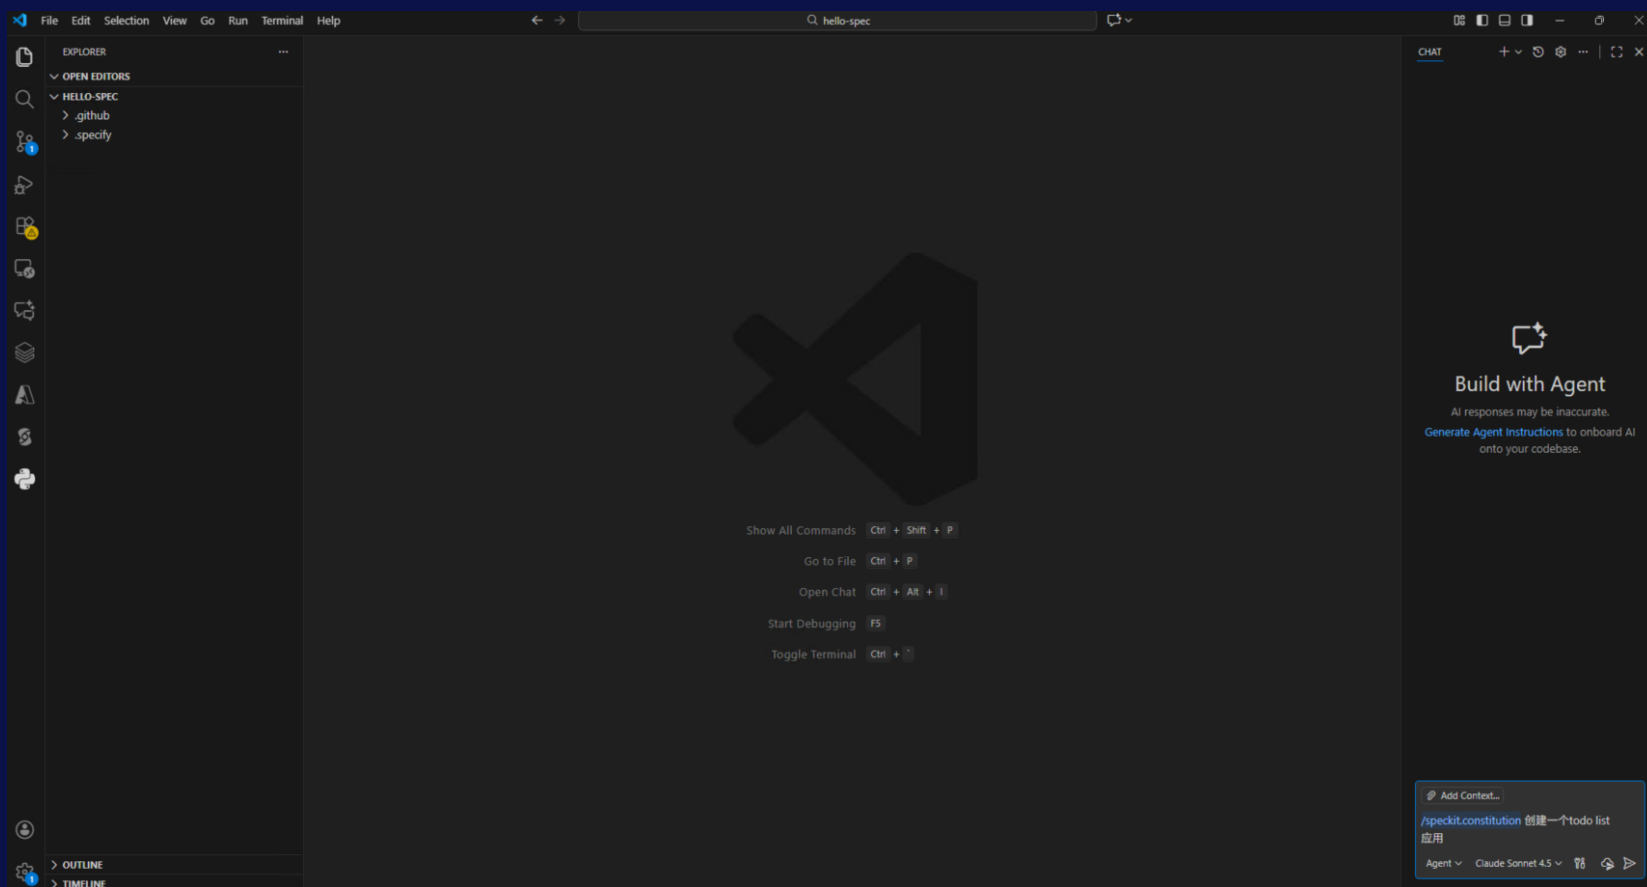 File Edit Selection View Go Run Terminal Help
hello-spec
EXPLORER
OPEN EDITORS
HELLO-SPEC
.github
.specify
1
Show All Commands Ctrl + Shift + P
Go to File Ctrl + P
Open Chat Ctrl + Alt + I
Start Debugging F5
Toggle Terminal Ctrl + `
OUTLINE
TIMELINE
1
CHAT
Build with Agent
AI responses may be inaccurate.
Generate Agent Instructions to onboard AI
onto your codebase.
Add Context...
/speckit.constitution 创建一个todo list
应用
Agent Claude Sonnet 4.5